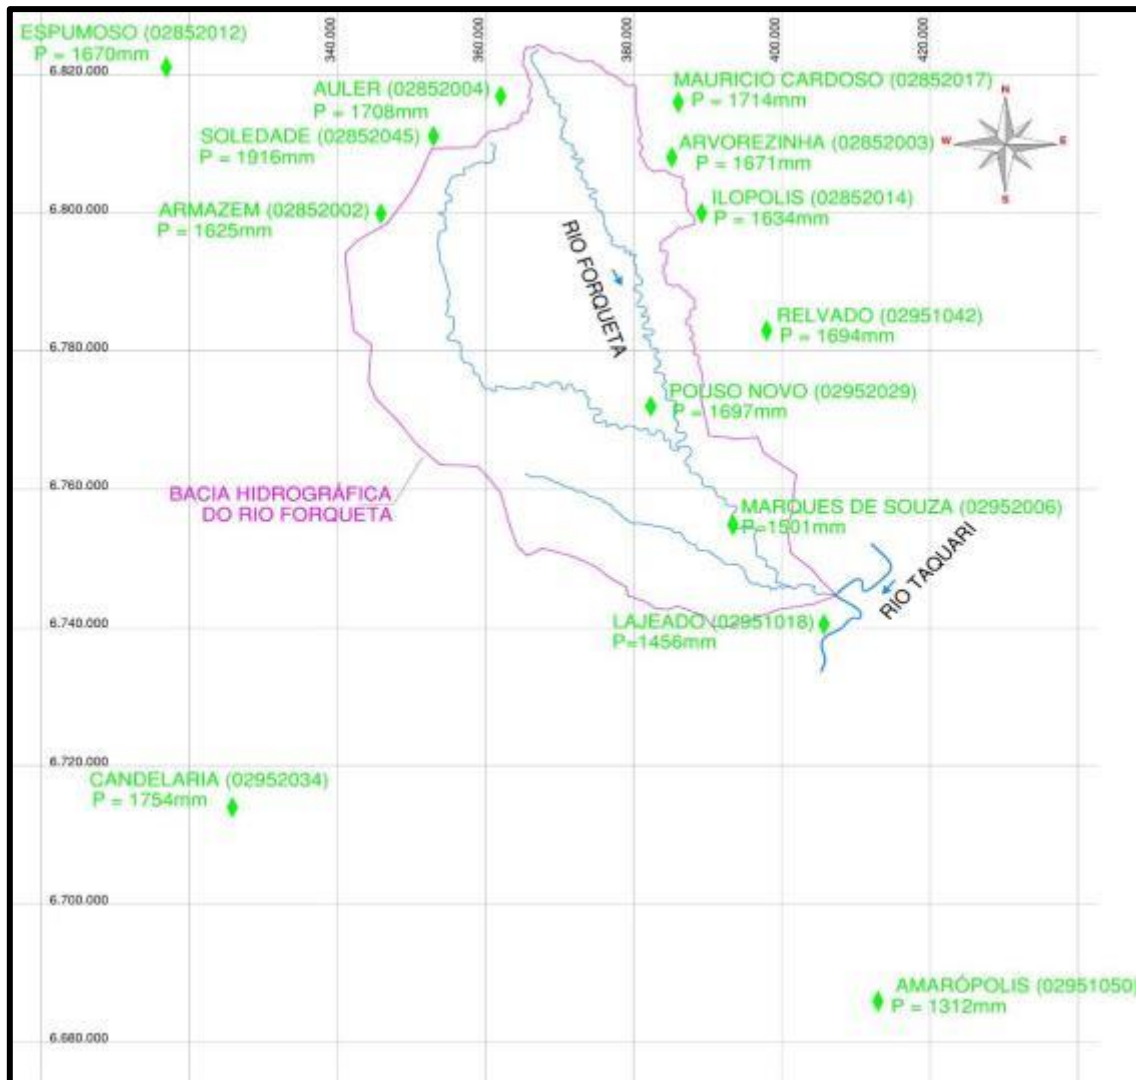 340.000
360.000
380.000
400.000
420.000
ESPUMOSO (02852012)
P = 1670mm
6.820.000
AULER (02852004)
P = 1708mm
MAURICIO CARDOSO (02852017)
P = 1714mm
N
W
E
S
SOLEDADE (02852045)
P = 1916mm
ARVOREZINHA (02852003)
P = 1671mm
6.800.000
ARMAZEM (02852002)
P = 1625mm
ILOPOLIS (02852014)
P = 1634mm
RIO FORQUETA
RELVADO (02951042)
P = 1694mm
6.780.000
POUSO NOVO (02952029)
P = 1697mm
6.760.000
BACIA HIDROGRÁFICA
DO RIO FORQUETA
MARQUES DE SOUZA (02952006)
P=1501mm
RIO TAQUARI
6.740.000
LAJEADO (02951018)
P=1456mm
6.720.000
CANDELARIA (02952034)
P = 1754mm
6.700.000
AMARÓPOLIS (02951050)
P = 1312mm
6.680.000